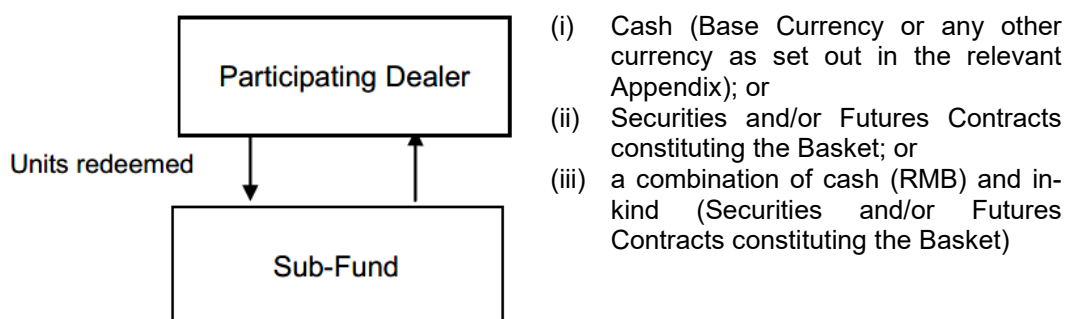 Participating Dealer
Units redeemed
Sub-Fund
(i) Cash (Base Currency or any other
currency as set out in the relevant
Appendix); or
(ii) Securities and/or Futures Contracts
constituting the Basket; or
(iii) a combination of cash (RMB) and in-
kind (Securities and/or Futures
Contracts constituting the Basket)